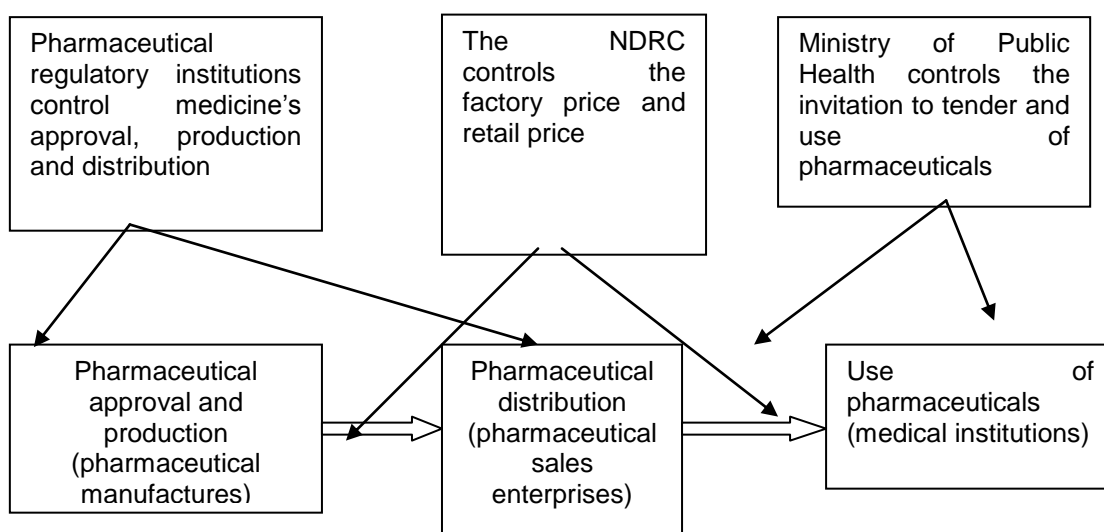 Pharmaceutical
regulatory institutions
control medicine’s
approval, production
and distribution
The NDRC
controls the
factory price and
retail price
Ministry of Public
Health controls the
invitation to tender and
use of
pharmaceuticals
Pharmaceutical
approval and
production
(pharmaceutical
manufactures)
Pharmaceutical
distribution
(pharmaceutical
sales
enterprises)
Use of
pharmaceuticals
(medical institutions)